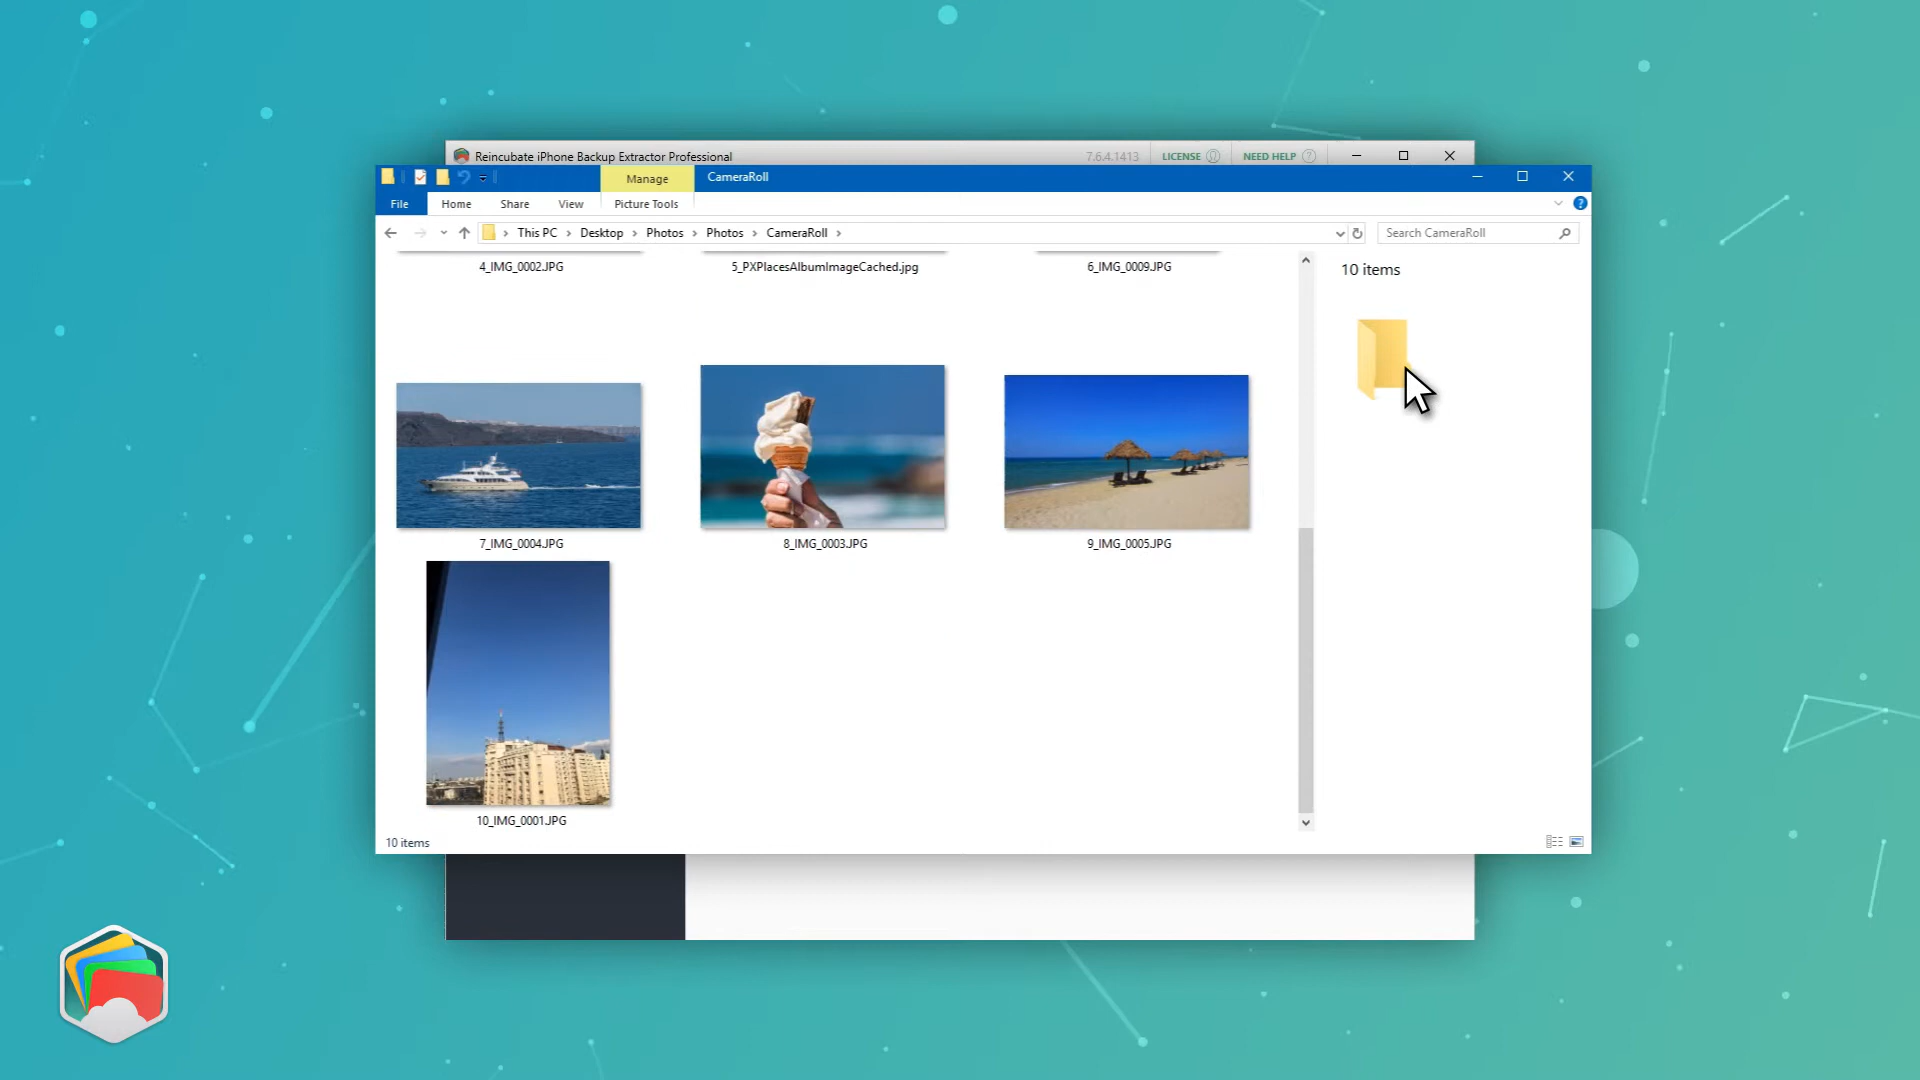 Reincubate iPhone Backup Extractor Professional 7.6.4.1413 LICENSE NEED HELP ?
Manage CameraRoll
File Home Share View Picture Tools ?
This PC Desktop Photos Photos CameraRoll Search CameraRoll
4_IMG_0002.JPG 5_PXPlacesAlbumImageCached.jpg 6_IMG_0009.JPG
10 items
7_IMG_0004.JPG 8_IMG_0003.JPG 9_IMG_0005.JPG
10_IMG_0001.JPG
10 items